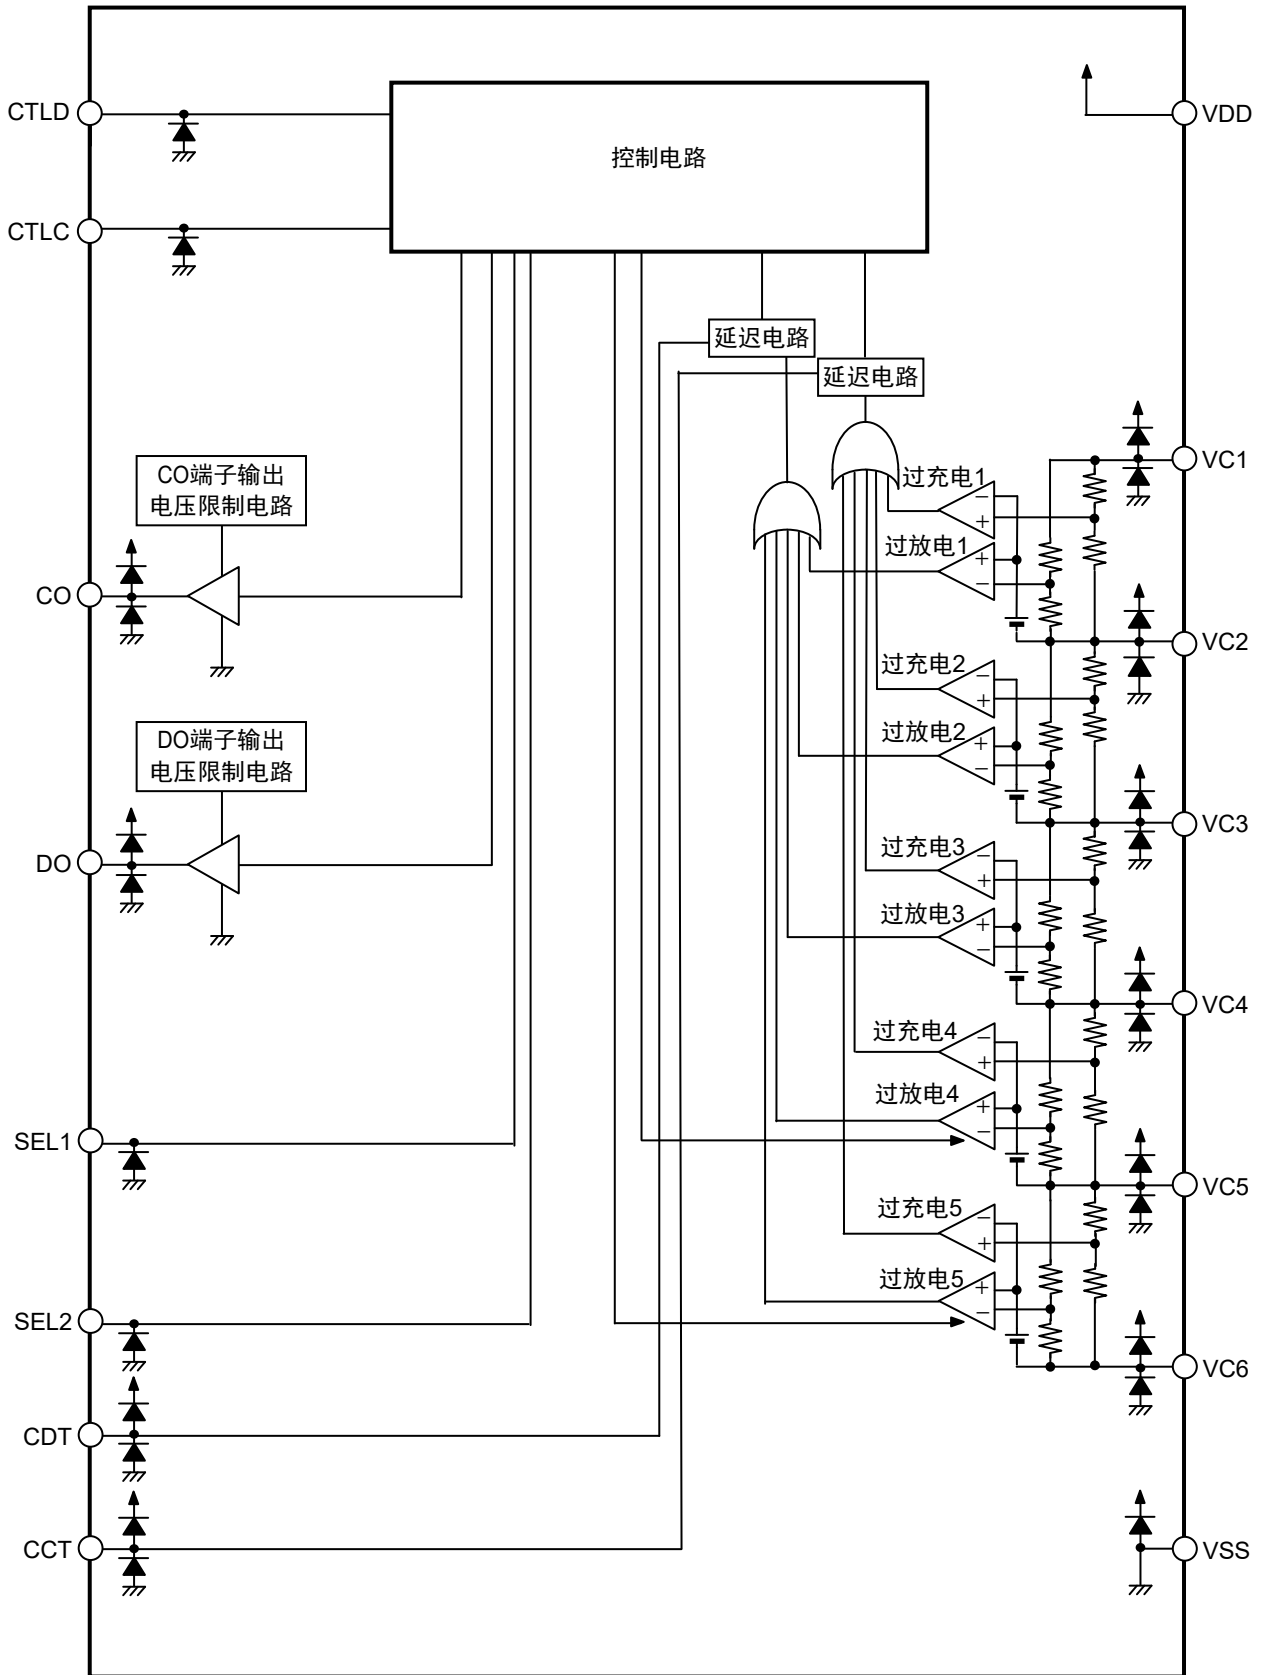 CTLD
控制电路
VDD
CTLC
延迟电路
延迟电路
CO端子输出
电压限制电路
过充电1
VC1
过放电1
CO
过充电2
VC2
DO端子输出
电压限制电路
过放电2
VC3
DO
过充电3
过放电3
VC4
过充电4
过放电4
SEL1
VC5
过充电5
过放电5
SEL2
VC6
CDT
CCT
VSS